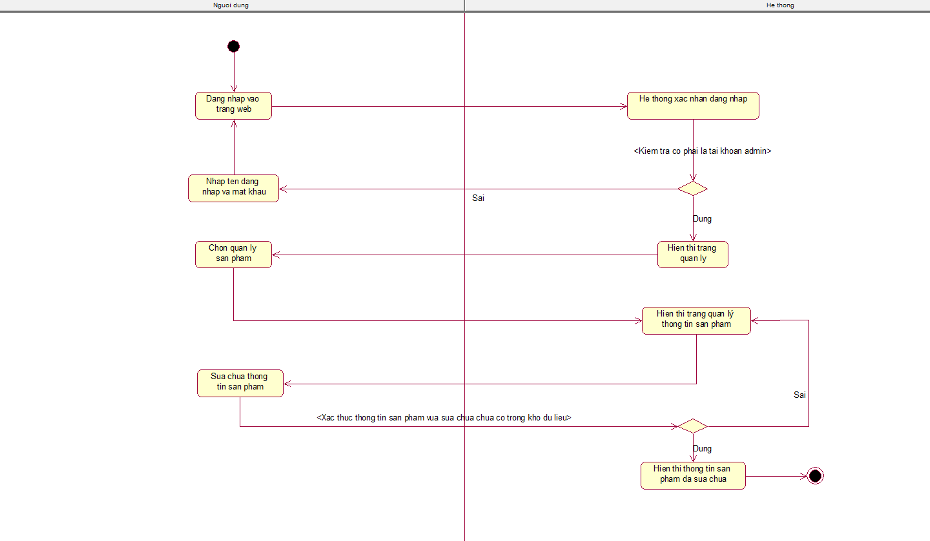 Nguoi dung
He thong
Dang nhap vao
trang web
He thong xac nhan dang nhap
<Kiem tra co phai la tai khoan admin>
Nhap ten dang
nhap va mat khau
Sai
Dung
Chon quan ly
san pham
Hien thi trang
quan ly
Hien thi trang quan lý
thong tin san pham
Sua chua thong
tin san pham
Sai
<Xac thuc thong tin san pham vua sua chua chua co trong kho du lieu>
Dung
Hien thi thong tin san
pham da sua chua